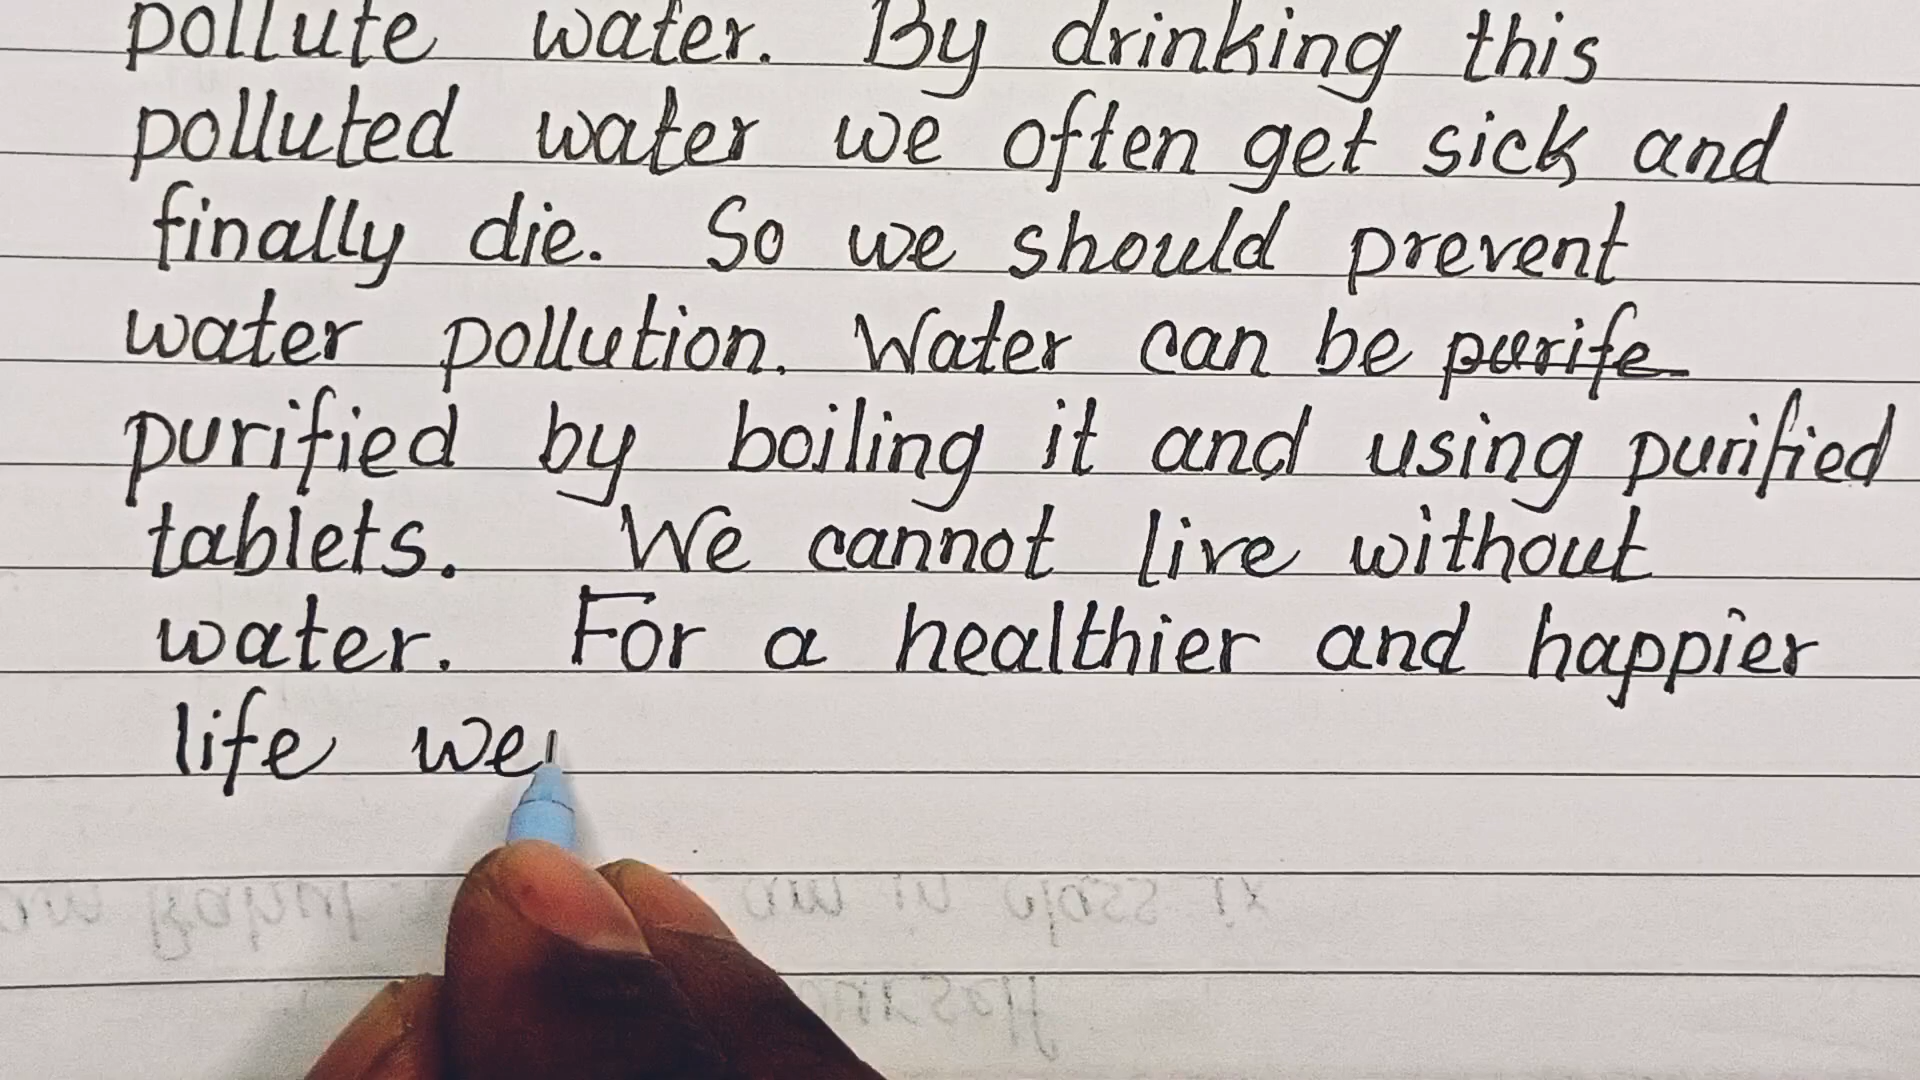 pollute water. By drinking this
polluted water we often get sick and
finally die. So we should prevent
water pollution. Water can be purife
purified by boiling it and using purified
tablets. We cannot live without
water. For a healthier and happier
life we